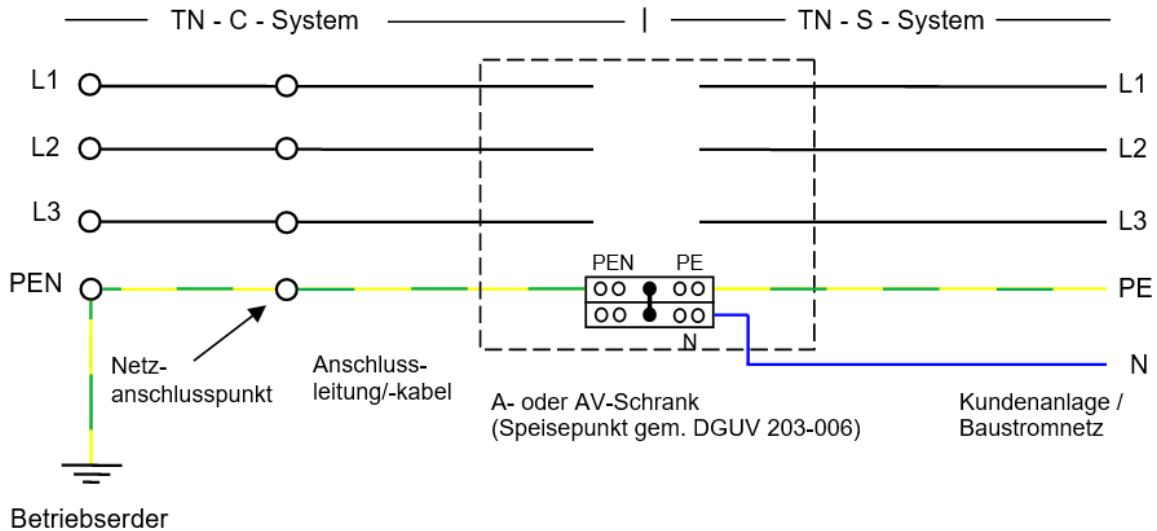 TN - C - System
TN - S - System
L1
L1
L2
L2
L3
L3
PEN
PEN
PE
PE
N
N
Netz-
anschlusspunkt
Anschluss-
leitung/-kabel
A- oder AV-Schrank
(Speisepunkt gem. DGUV 203-006)
Kundenanlage /
Baustromnetz
Betriebserder